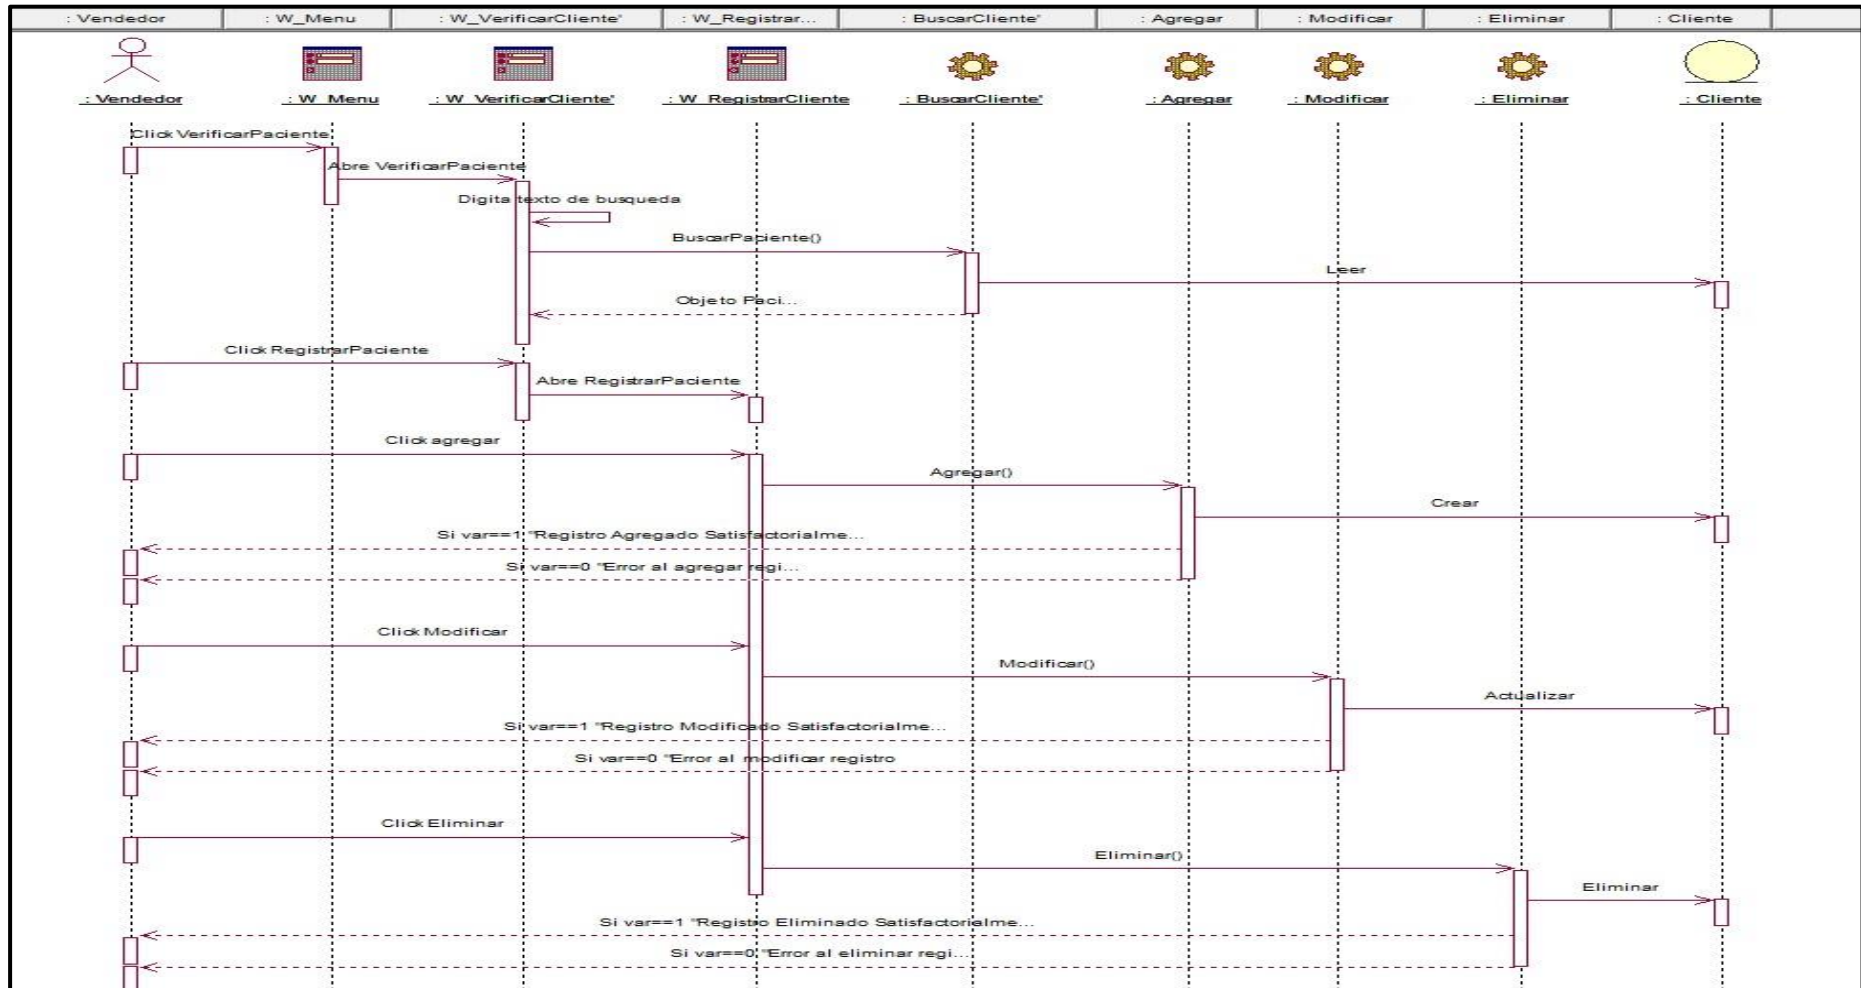 : Vendedor : W_Menu : W_VerificarCliente' : W_Registrar... : BuscarCliente' : Agregar : Modificar : Eliminar : Cliente
: Vendedor : W_Menu : W_VerificarCliente' : W_RegistrarCliente : BuscarCliente' : Agregar : Modificar : Eliminar : Cliente
Click VerificarPaciente
Abre VerificarPaciente
Digita texto de busqueda
BuscarPaciente()
Leer
Objeto Paci...
Click RegistrarPaciente
Abre RegistrarPaciente
Click agregar
Agregar()
Crear
Si var==1 "Registro Agregado Satisfactorialme...
Si var==0 "Error al agregar regi...
Click Modificar
Modificar()
Actualizar
Si var==1 "Registro Modificado Satisfactorialme...
Si var==0 "Error al modificar registro
Click Eliminar
Eliminar()
Eliminar
Si var==1 "Registro Eliminado Satisfactorialme...
Si var==0 "Error al eliminar regi...